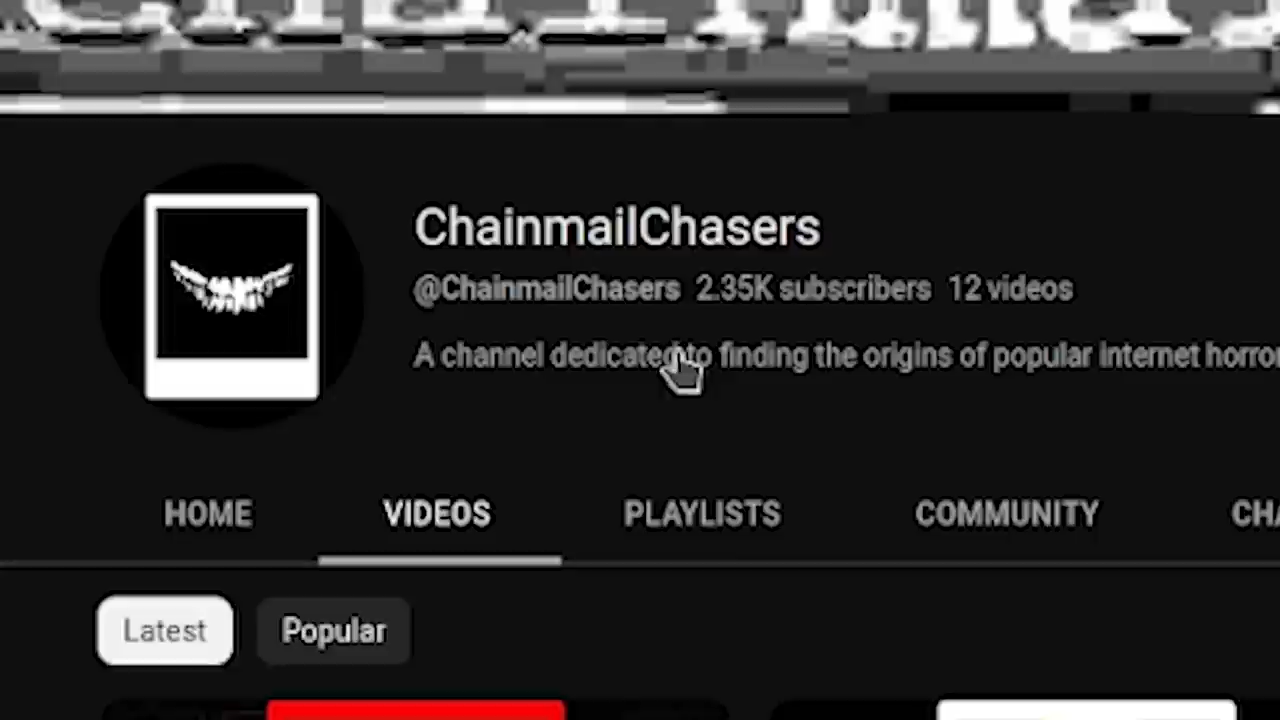 ChainmailChasers
@ChainmailChasers 2.35K subscribers 12 videos
A channel dedicated to finding the origins of popular internet
HOME VIDEOS PLAYLISTS COMMUNITY
Latest Popular